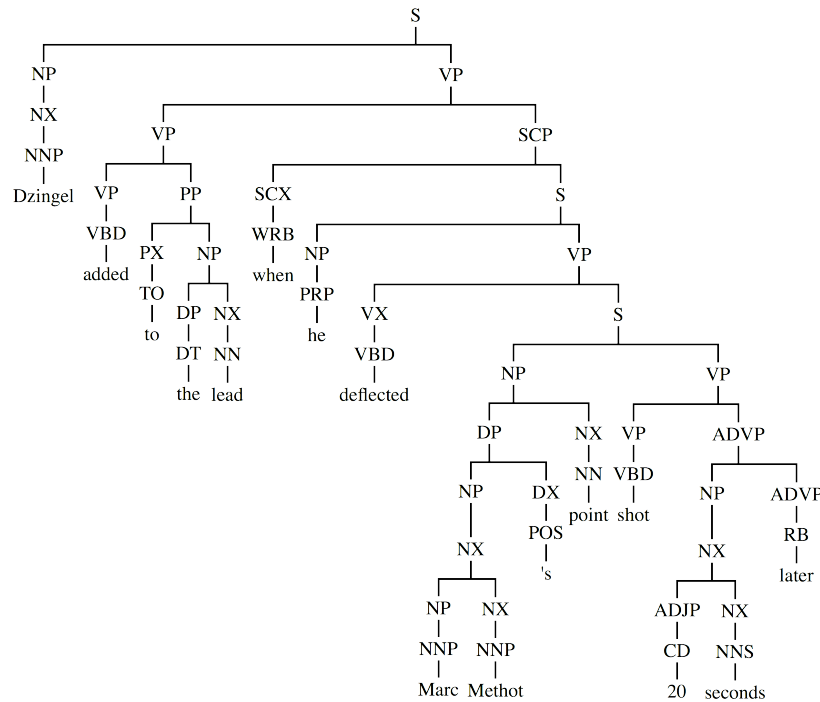 S
NP VP
NX
VP SCP
NNP
Dzingel VP PP SCX S
VBD WRB
PX NP NP VP
added when
TO PRP
DP NX VX S
to he
DT NN VBD
NP VP
the lead deflected
DP NX VP ADVP
NN VBD
NP DX NP ADVP
point shot
POS RB
NX NX
's later
NP NX ADJP NX
NNP NNP CD NNS
Marc Methot 20 seconds